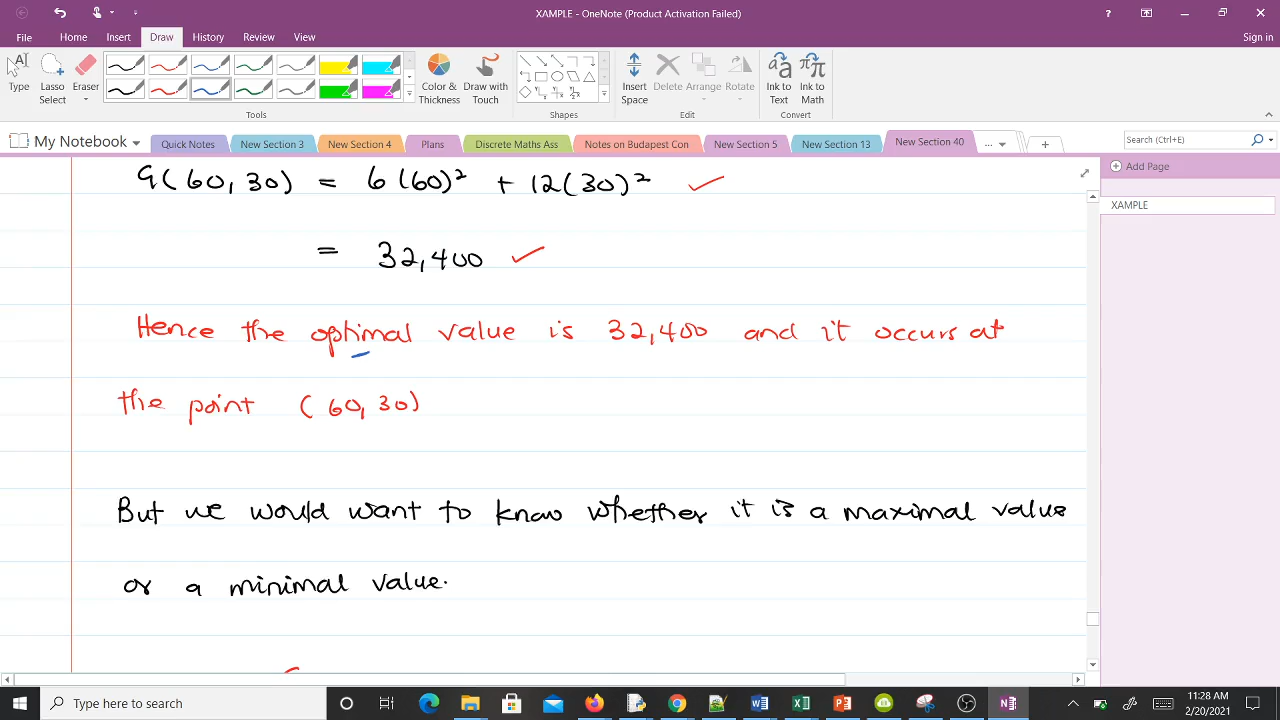 XAMPLE - OneNote (Product Activation Failed)
File Home Insert Draw History Review View Sign in
Type Lasso Select Eraser Color & Thickness Draw with Touch Insert Space Delete Arrange Rotate Ink to Text Ink to Math
Tools Shapes Edit Convert
My Notebook Quick Notes New Section 3 New Section 4 Plans Discrete Maths Ass Notes on Budapest Con New Section 5 New Section 13 New Section 40 ... Search (Ctrl+E)
Add Page
XAMPLE
q(60,30) = 6(60)² + 12(30)²
= 32,400
Hence the optimal value is 32,400 and it occurs at
the point (60,30)
But we would want to know whether it is a maximal value
or a minimal value.
Type here to search
11:28 AM
2/20/2021